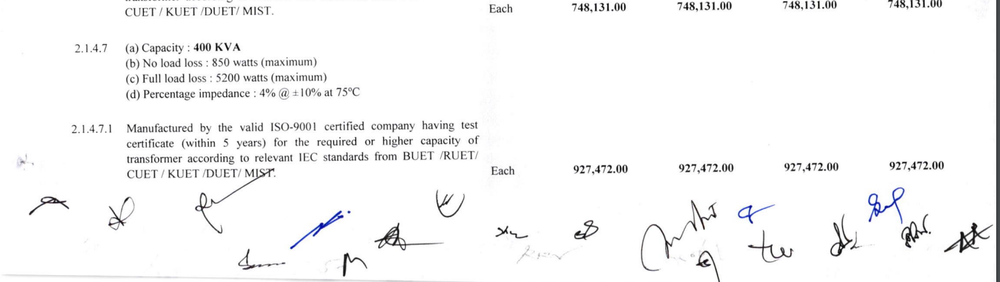 CUET / KUET /DUET/ MIST.
Each 748,131.00 748,131.00 748,131.00 748,131.00
2.1.4.7 (a) Capacity : 400 KVA
(b) No load loss : 850 watts (maximum)
(c) Full load loss : 5200 watts (maximum)
(d) Percentage impedance : 4% @ ±10% at 75°C
2.1.4.7.1 Manufactured by the valid ISO-9001 certified company having test
certificate (within 5 years) for the required or higher capacity of
transformer according to relevant IEC standards from BUET /RUET/
CUET / KUET /DUET/ MIST.
Each 927,472.00 927,472.00 927,472.00 927,472.00